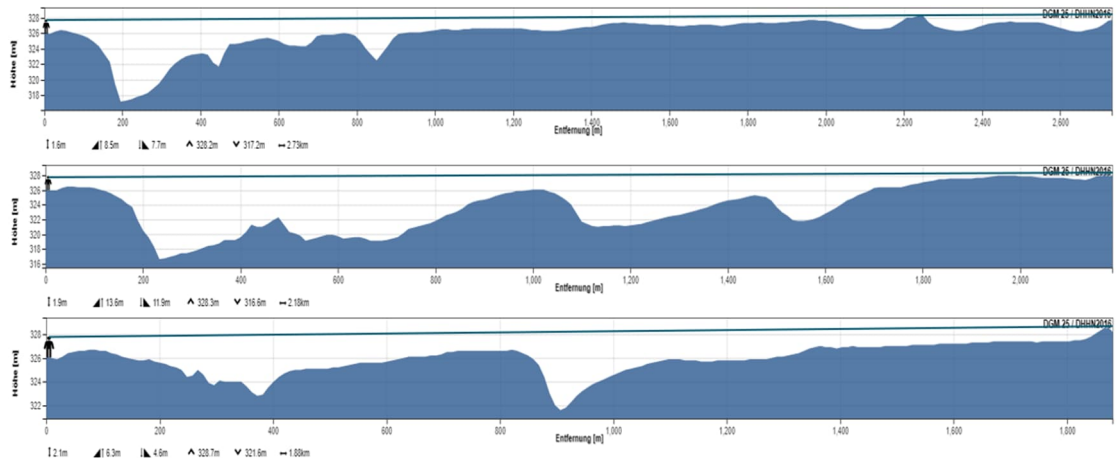 DGM 25 / DHHN2016
Höhe [m]
328
326
324
322
320
318
0 200 400 600 800 1,000 1,200 1,400 1,600 1,800 2,000 2,200 2,400 2,600
Entfernung [m]
1.6m 8.5m 7.7m 328.2m 317.2m 2.73km
DGM 25 / DHHN2016
Höhe [m]
328
326
324
322
320
318
316
0 200 400 600 800 1,000 1,200 1,400 1,600 1,800 2,000
Entfernung [m]
1.9m 13.6m 11.9m 328.3m 316.6m 2.18km
DGM 25 / DHHN2016
Höhe [m]
328
326
324
322
0 200 400 600 800 1,000 1,200 1,400 1,600 1,800
Entfernung [m]
2.1m 6.3m 4.6m 328.7m 321.6m 1.88km